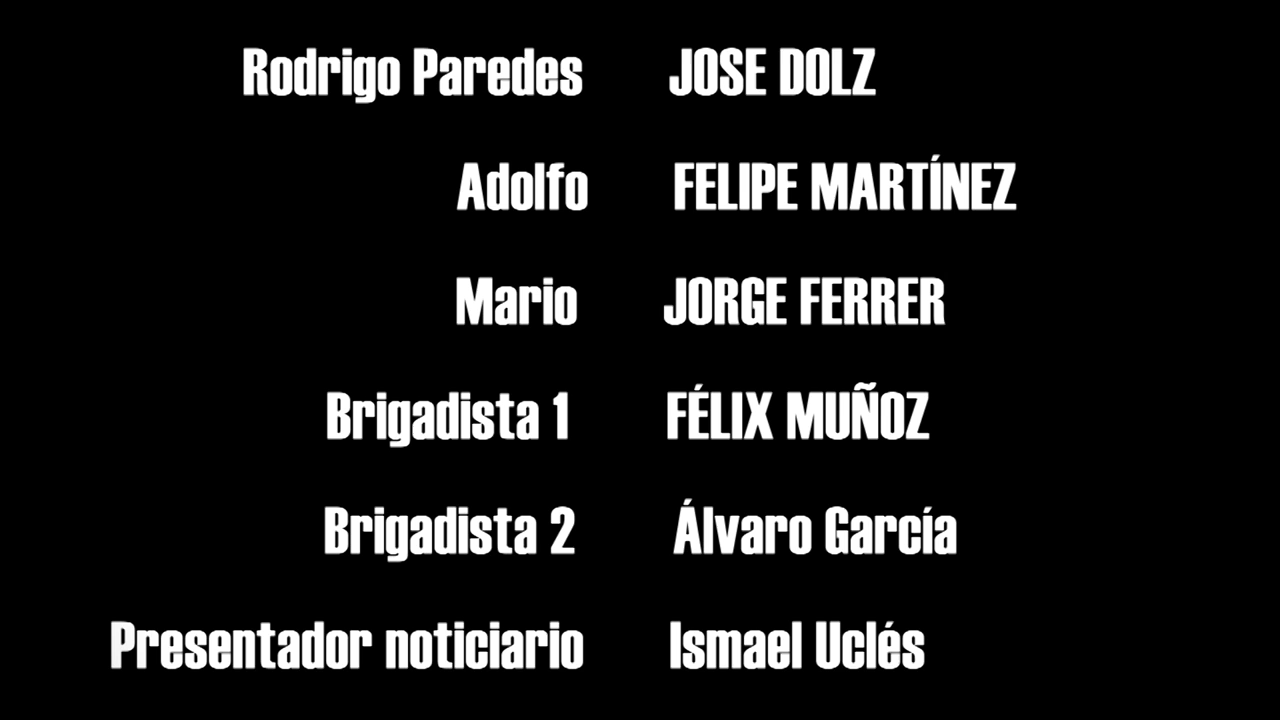 Rodrigo Paredes JOSE DOLZ
Adolfo FELIPE MARTÍNEZ
Mario JORGE FERRER
Brigadista 1 FÉLIX MUÑOZ
Brigadista 2 Álvaro García
Presentador noticiario Ismael Uclés